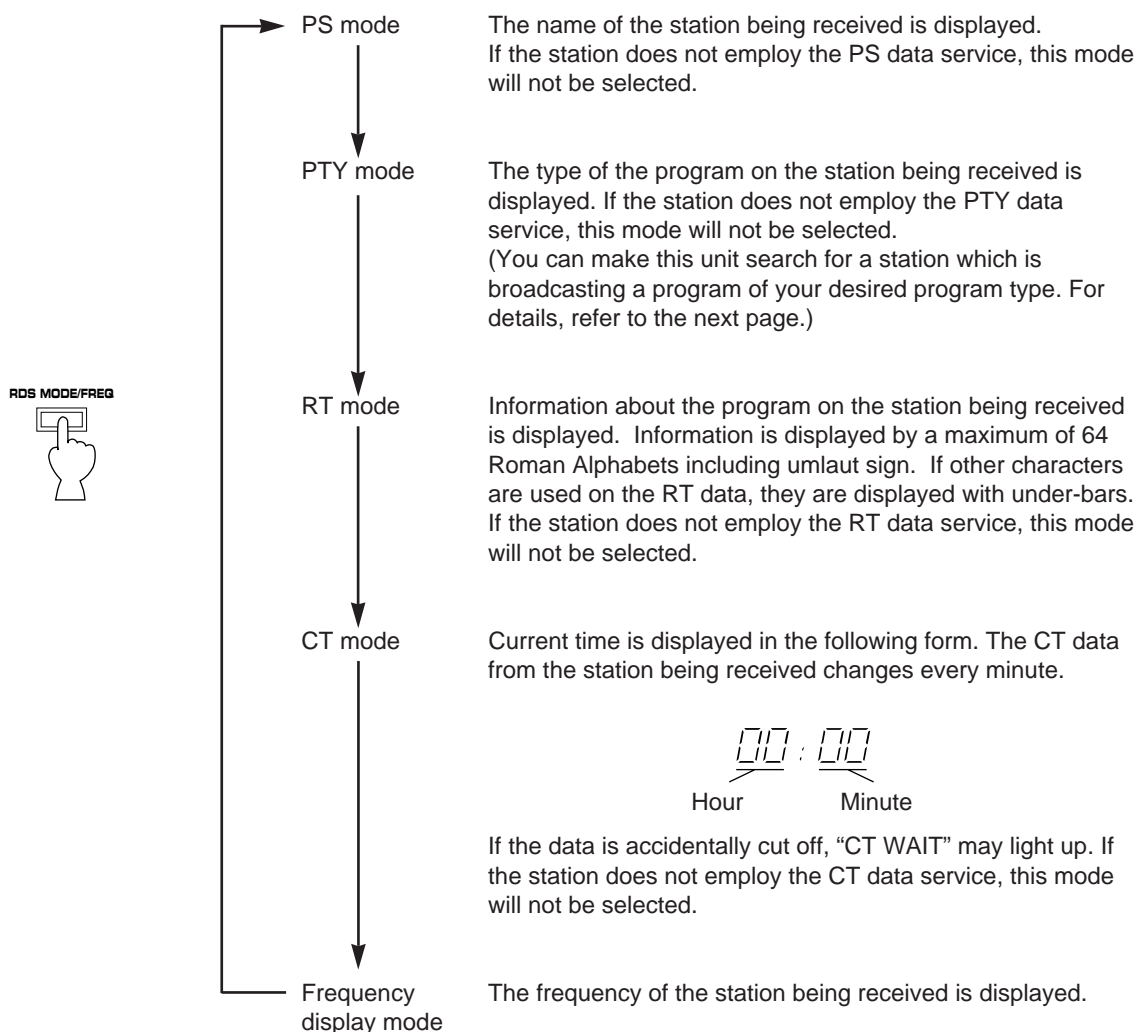 PS mode
The name of the station being received is displayed.
If the station does not employ the PS data service, this mode
will not be selected.
PTY mode
The type of the program on the station being received is
displayed. If the station does not employ the PTY data
service, this mode will not be selected.
(You can make this unit search for a station which is
broadcasting a program of your desired program type. For
details, refer to the next page.)
RDS MODE/FREQ
RT mode
Information about the program on the station being received
is displayed.  Information is displayed by a maximum of 64
Roman Alphabets including umlaut sign.  If other characters
are used on the RT data, they are displayed with under-bars.
If the station does not employ the RT data service, this mode
will not be selected.
CT mode
Current time is displayed in the following form. The CT data
from the station being received changes every minute.
00 : 00
Hour Minute
If the data is accidentally cut off, “CT WAIT” may light up. If
the station does not employ the CT data service, this mode
will not be selected.
Frequency
display mode
The frequency of the station being received is displayed.